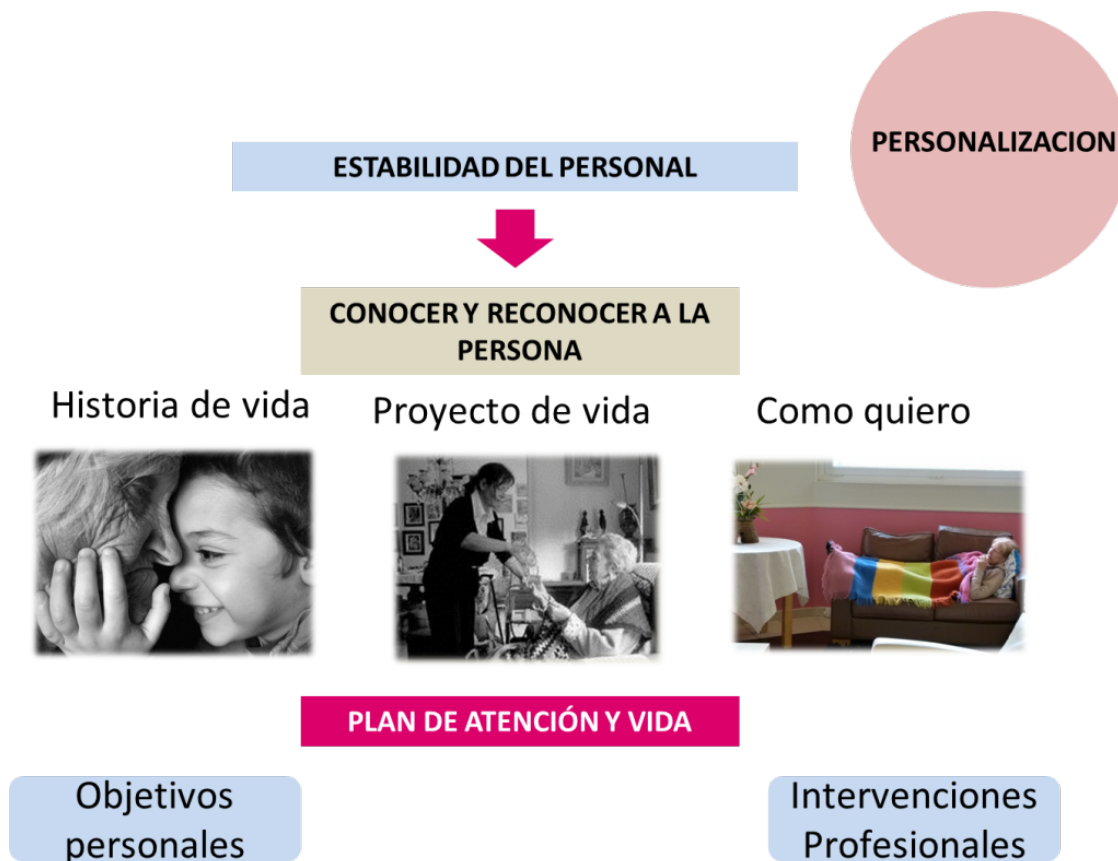 PERSONALIZACION
ESTABILIDAD DEL PERSONAL
CONOCER Y RECONOCER A LA
PERSONA
Historia de vida
Proyecto de vida
Como quiero
PLAN DE ATENCIÓN Y VIDA
Objetivos
personales
Intervenciones
Profesionales